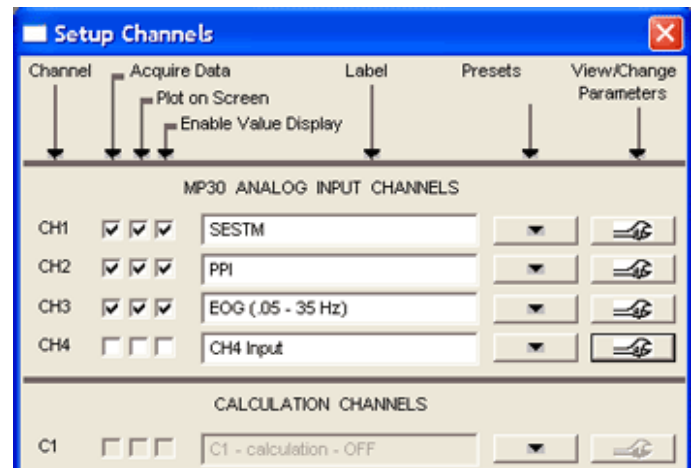 Setup Channels
Channel Acquire Data Label Presets View/Change
Plot on Screen Parameters
Enable Value Display
MP30 ANALOG INPUT CHANNELS
CH1 SESTM
CH2 PPI
CH3 EOG (.05 - 35 Hz)
CH4 CH4 Input
CALCULATION CHANNELS
C1 C1 - calculation - OFF